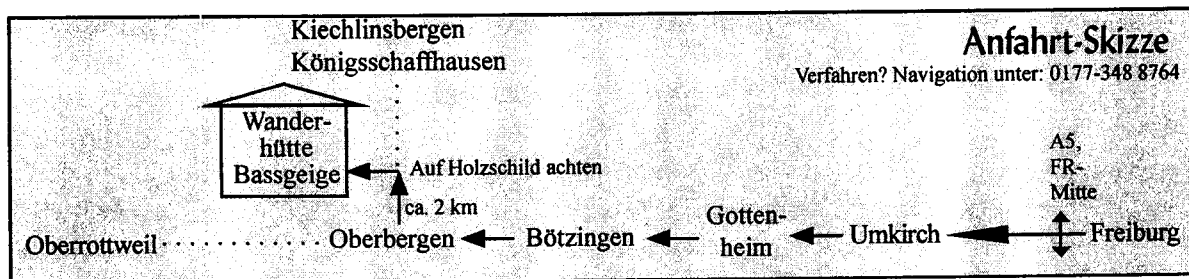 Kiechlinsbergen
Königsschaffhausen
Anfahrt-Skizze
Verfahren? Navigation unter: 0177-348 8764
Wander-
hütte
Bassgeige
Auf Holzschild achten
ca. 2 km
A5,
FR-
Mitte
Oberrottweil
Oberbergen
Bötzingen
Gotten-
heim
Umkirch
Freiburg